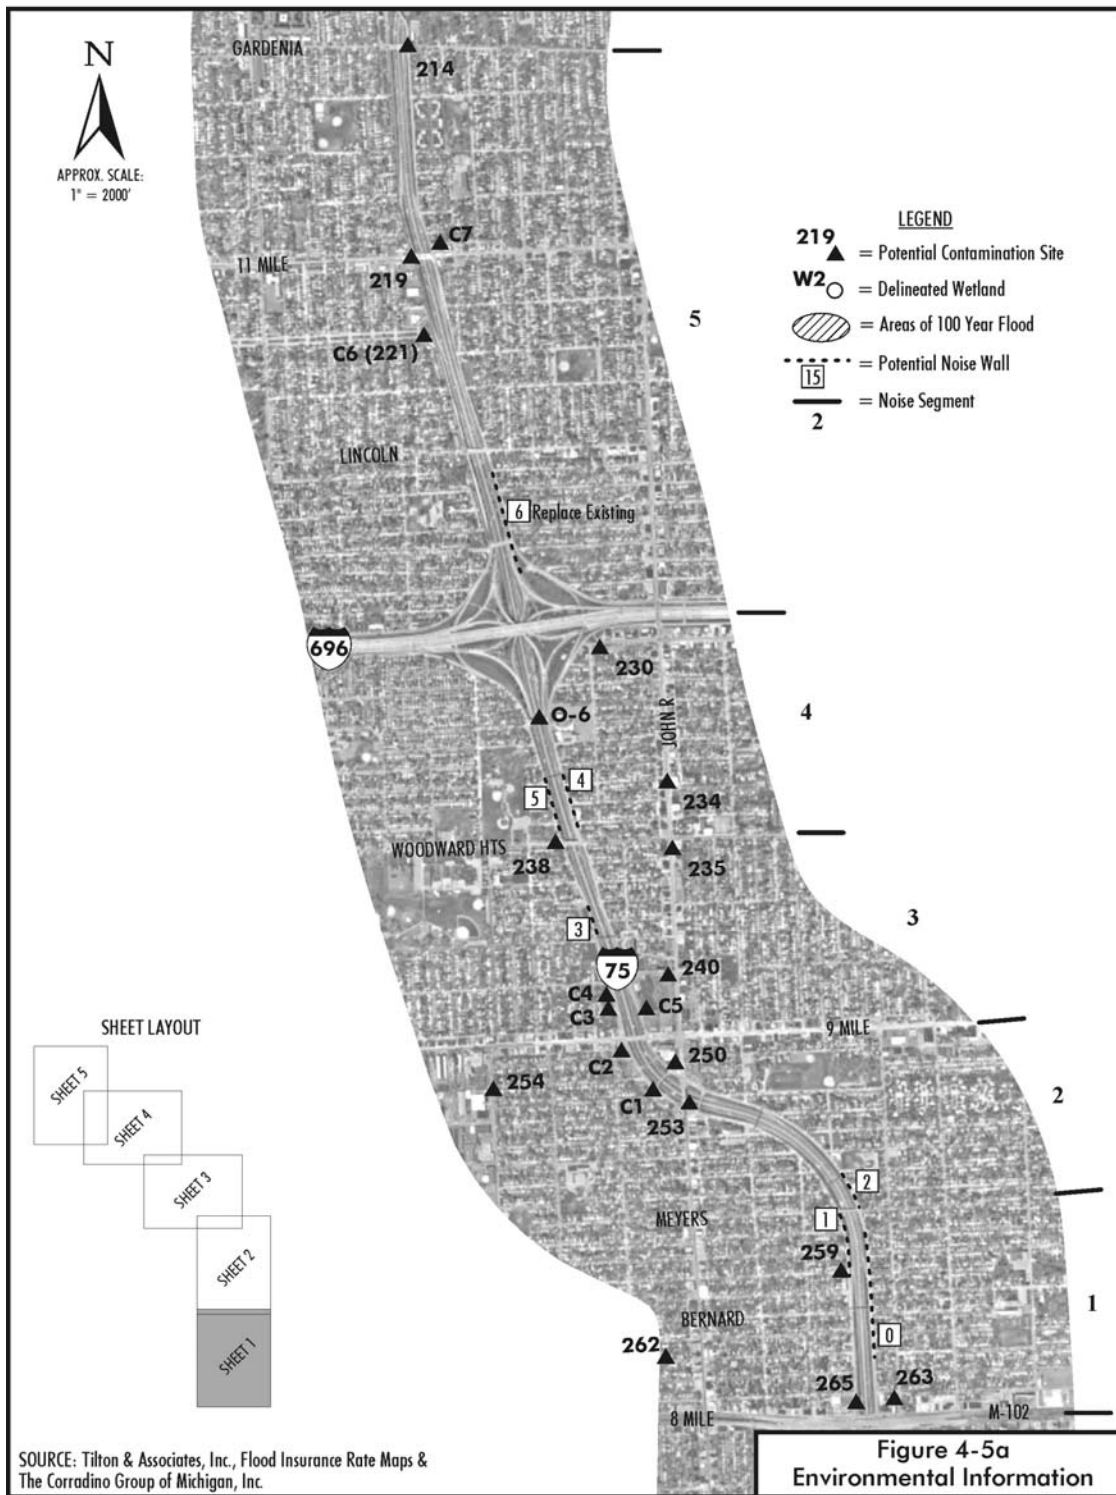 GARDENIA
214
N
APPROX. SCALE:
1" = 2000'
LEGEND
219 = Potential Contamination Site
W2 = Delineated Wetland
= Areas of 100 Year Flood
15 = Potential Noise Wall
= Noise Segment
2
C7
11 MILE
219
5
C6 (221)
LINCOLN
6 Replace Existing
696
230
O-6
JOHN R
4
4
5
234
WOODWARD HTS
238
235
3
3
75
240
C4
C3
C5
9 MILE
C2
250
254
C1
253
2
SHEET LAYOUT
SHEET 5
SHEET 4
SHEET 3
SHEET 2
SHEET 1
2
MEYERS
1
259
BERNARD
1
0
262
265
263
8 MILE
M-102
SOURCE: Tilton & Associates, Inc., Flood Insurance Rate Maps &
The Corradino Group of Michigan, Inc.
Figure 4-5a
Environmental Information